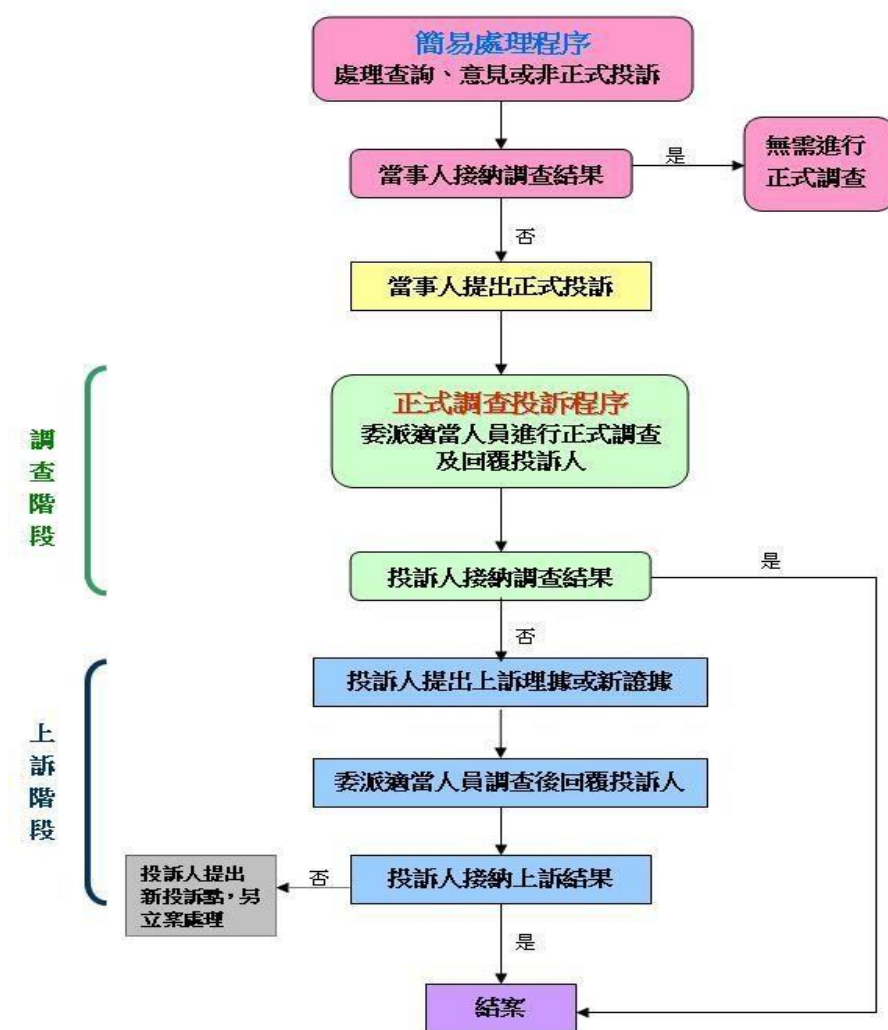 簡易處理程序
處理查詢、意見或非正式投訴
當事人接納調查結果
是
無需進行
正式調查
否
當事人提出正式投訴
調查階段
正式調查投訴程序
委派適當人員進行正式調查
及回覆投訴人
投訴人接納調查結果
是
否
上訴階段
投訴人提出上訴理據或新證據
委派適當人員調查後回覆投訴人
投訴人接納上訴結果
否
投訴人提出
新投訴點，另
立案處理
是
結案